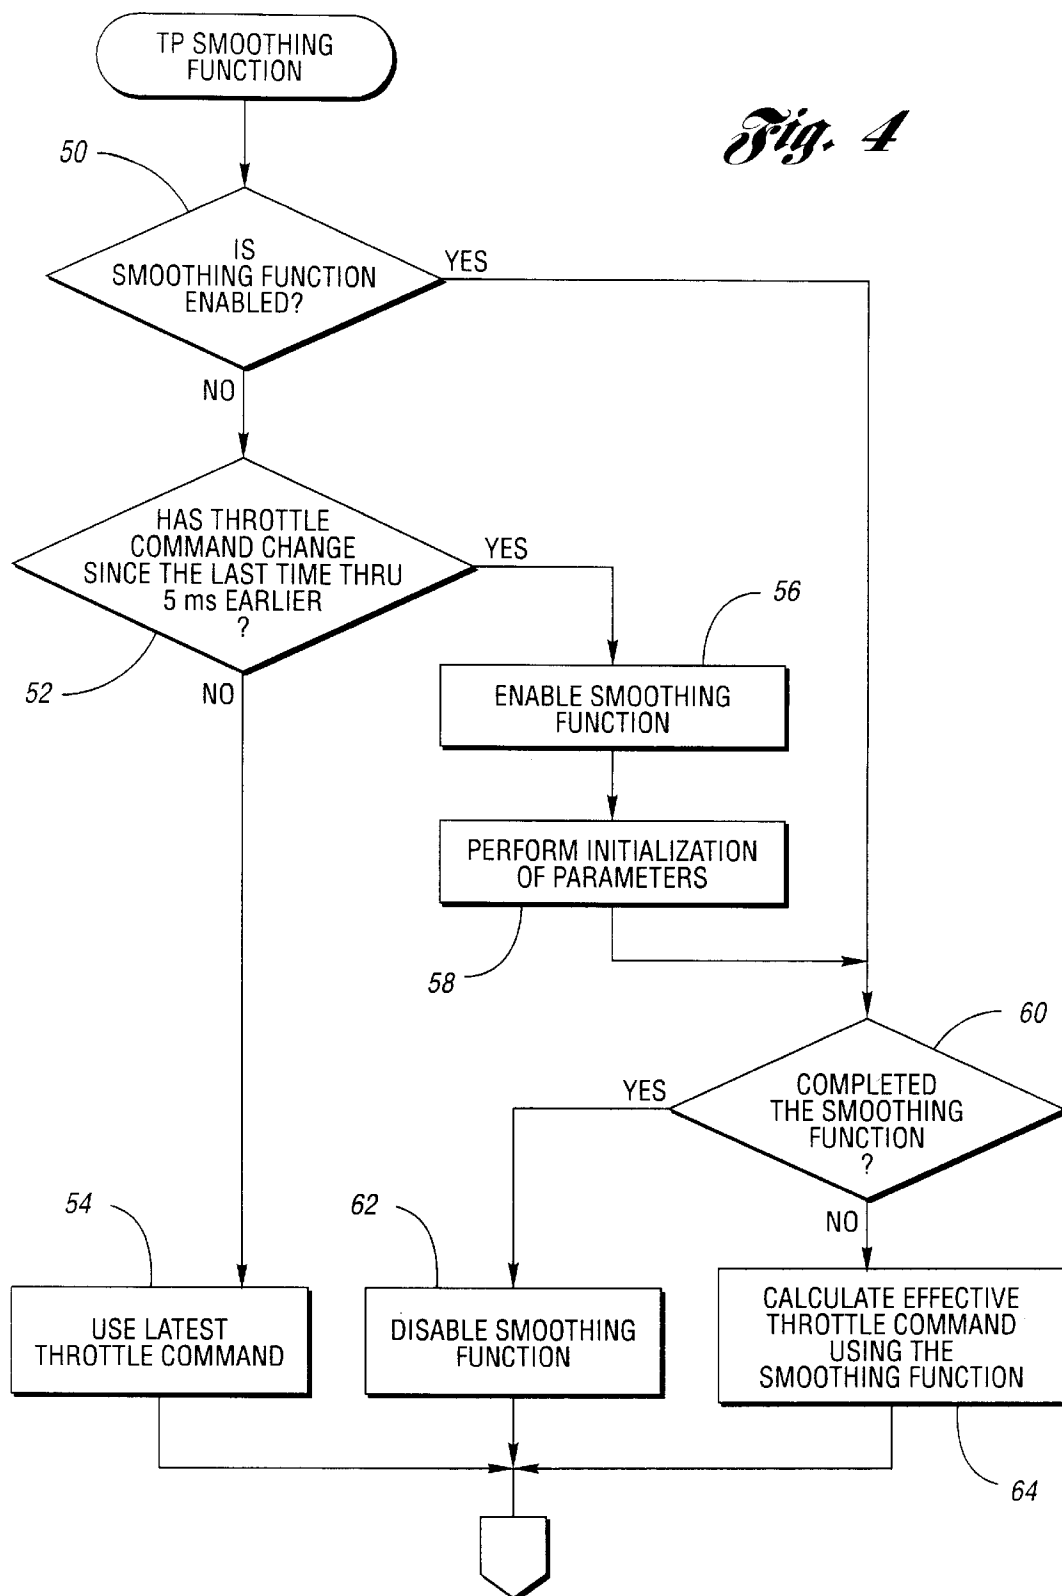 TP SMOOTHING
FUNCTION
Fig. 4
50
IS
SMOOTHING FUNCTION
ENABLED?
YES
NO
HAS THROTTLE
COMMAND CHANGE
SINCE THE LAST TIME THRU
5 ms EARLIER
?
YES
52
NO
56
ENABLE SMOOTHING
FUNCTION
PERFORM INITIALIZATION
OF PARAMETERS
58
60
COMPLETED
THE SMOOTHING
FUNCTION
?
YES
NO
54
USE LATEST
THROTTLE COMMAND
62
DISABLE SMOOTHING
FUNCTION
CALCULATE EFFECTIVE
THROTTLE COMMAND
USING THE
SMOOTHING FUNCTION
64